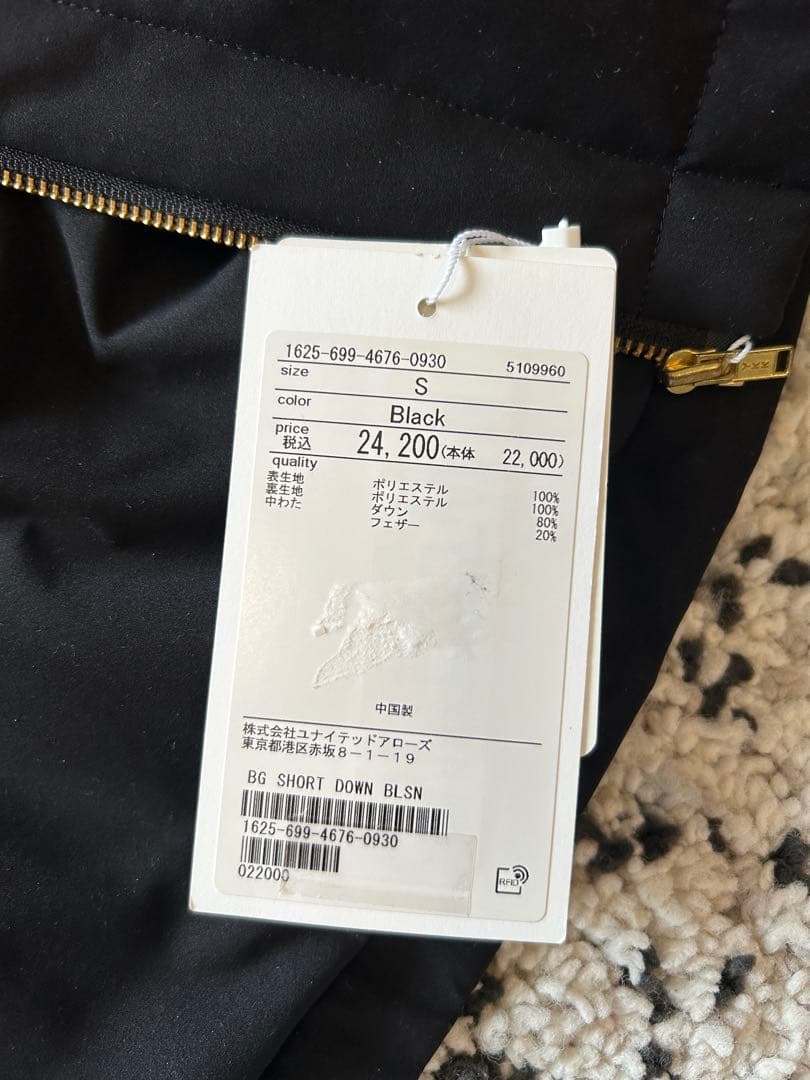 1625-699-4676-0930 5109960
size S
color Black
price 税込 24,200(本体 22,000)
quality
表生地 ポリエステル 100%
裏生地 ポリエステル 100%
中わた ダウン 80%
フェザー 20%
中国製
株式会社ユナイテッドアローズ
東京都港区赤坂8-1-19
BG SHORT DOWN BLSN
1625-699-4676-0930
022000
RFID
YKK